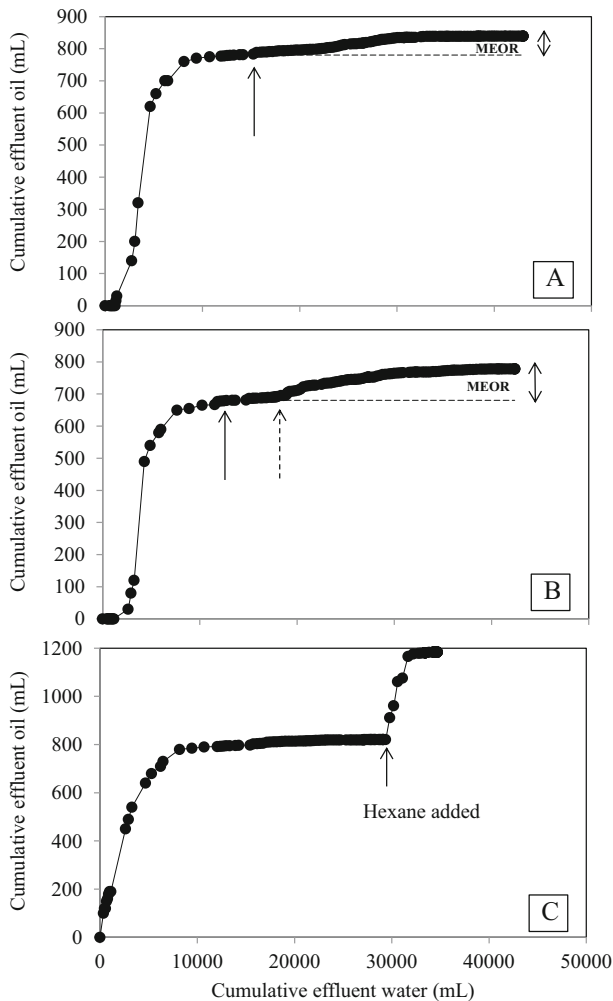 900
800
700
600
500
400
300
200
100
0
Cumulative effluent oil (mL)
MEOR
A
900
800
700
600
500
400
300
200
100
0
Cumulative effluent oil (mL)
MEOR
B
1200
1000
800
600
400
200
0
Cumulative effluent oil (mL)
Hexane added
C
0 10000 20000 30000 40000 50000
Cumulative effluent water (mL)